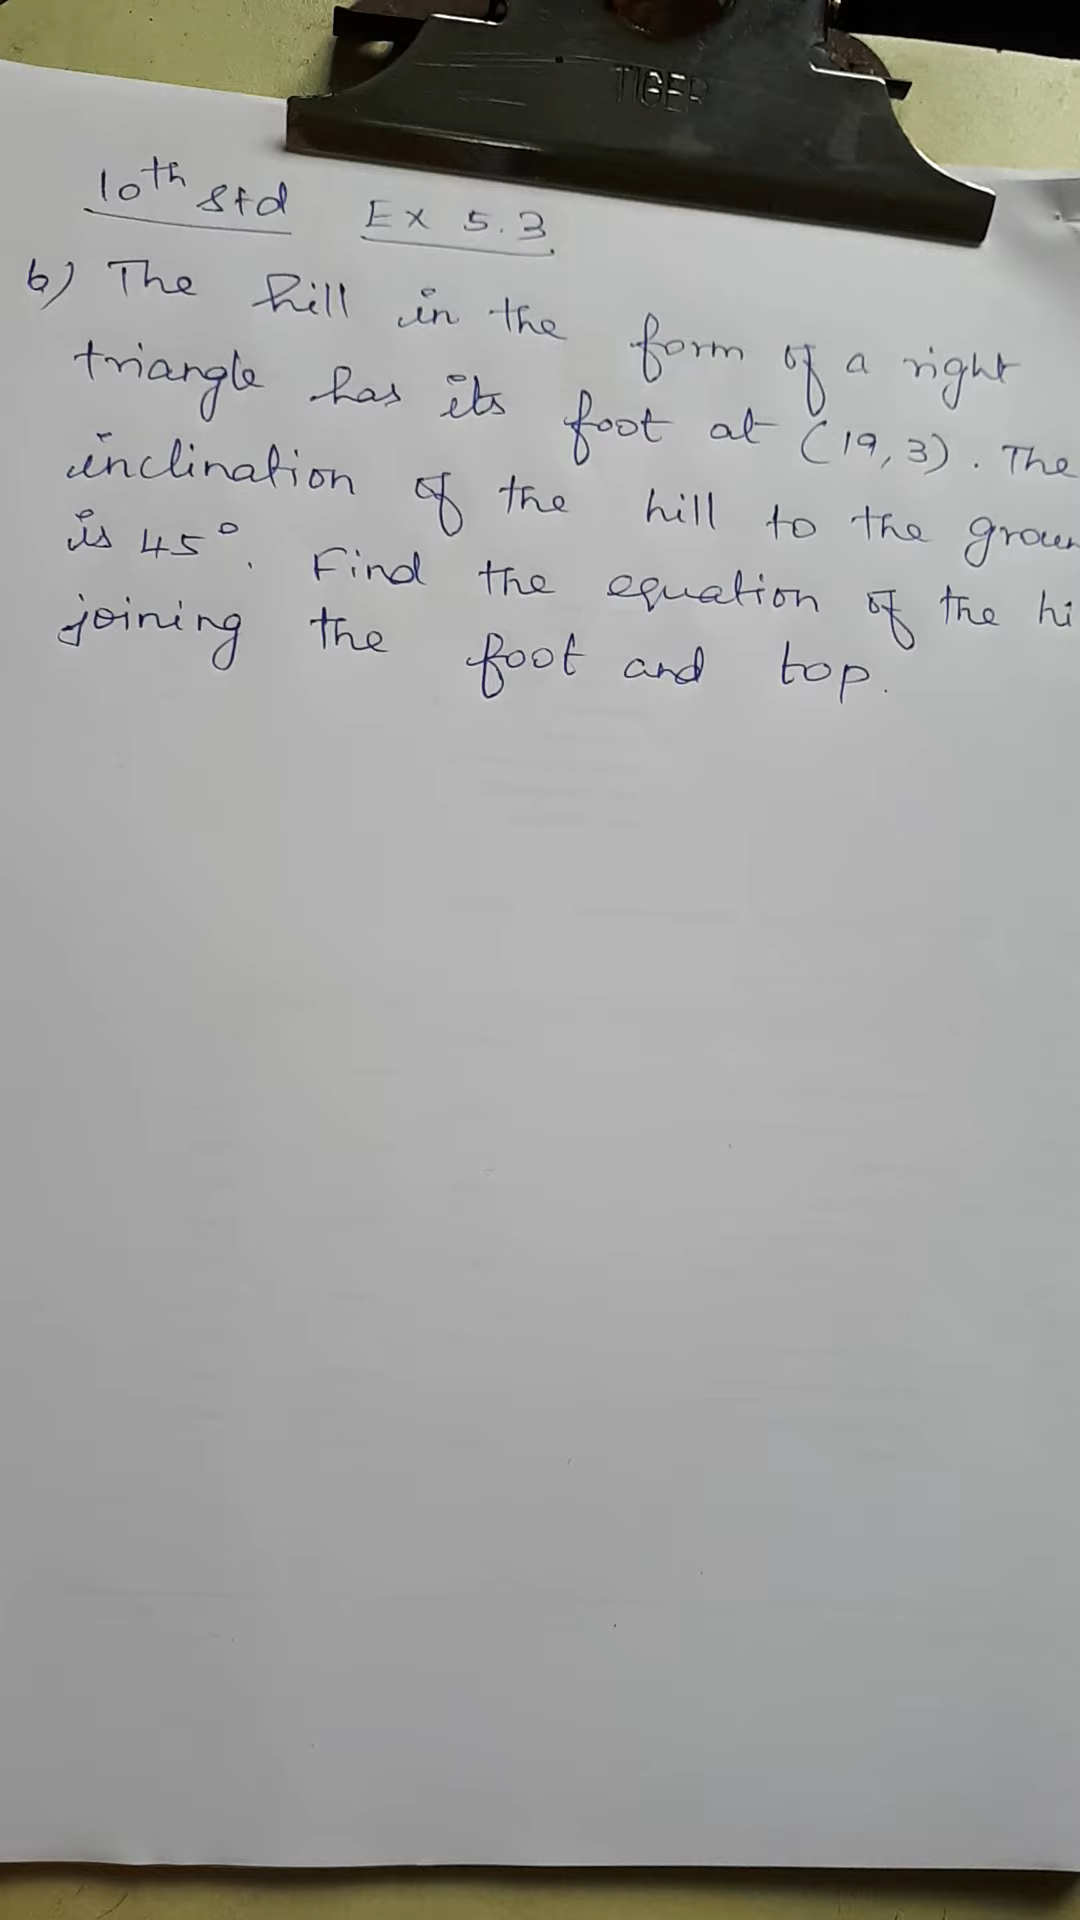 TIGER
10th std Ex 5.3
6) The hill in the form of a right
triangle has its foot at (19,3). The
inclination of the hill to the groun
is 45°. Find the equation of the hi
joining the foot and top.